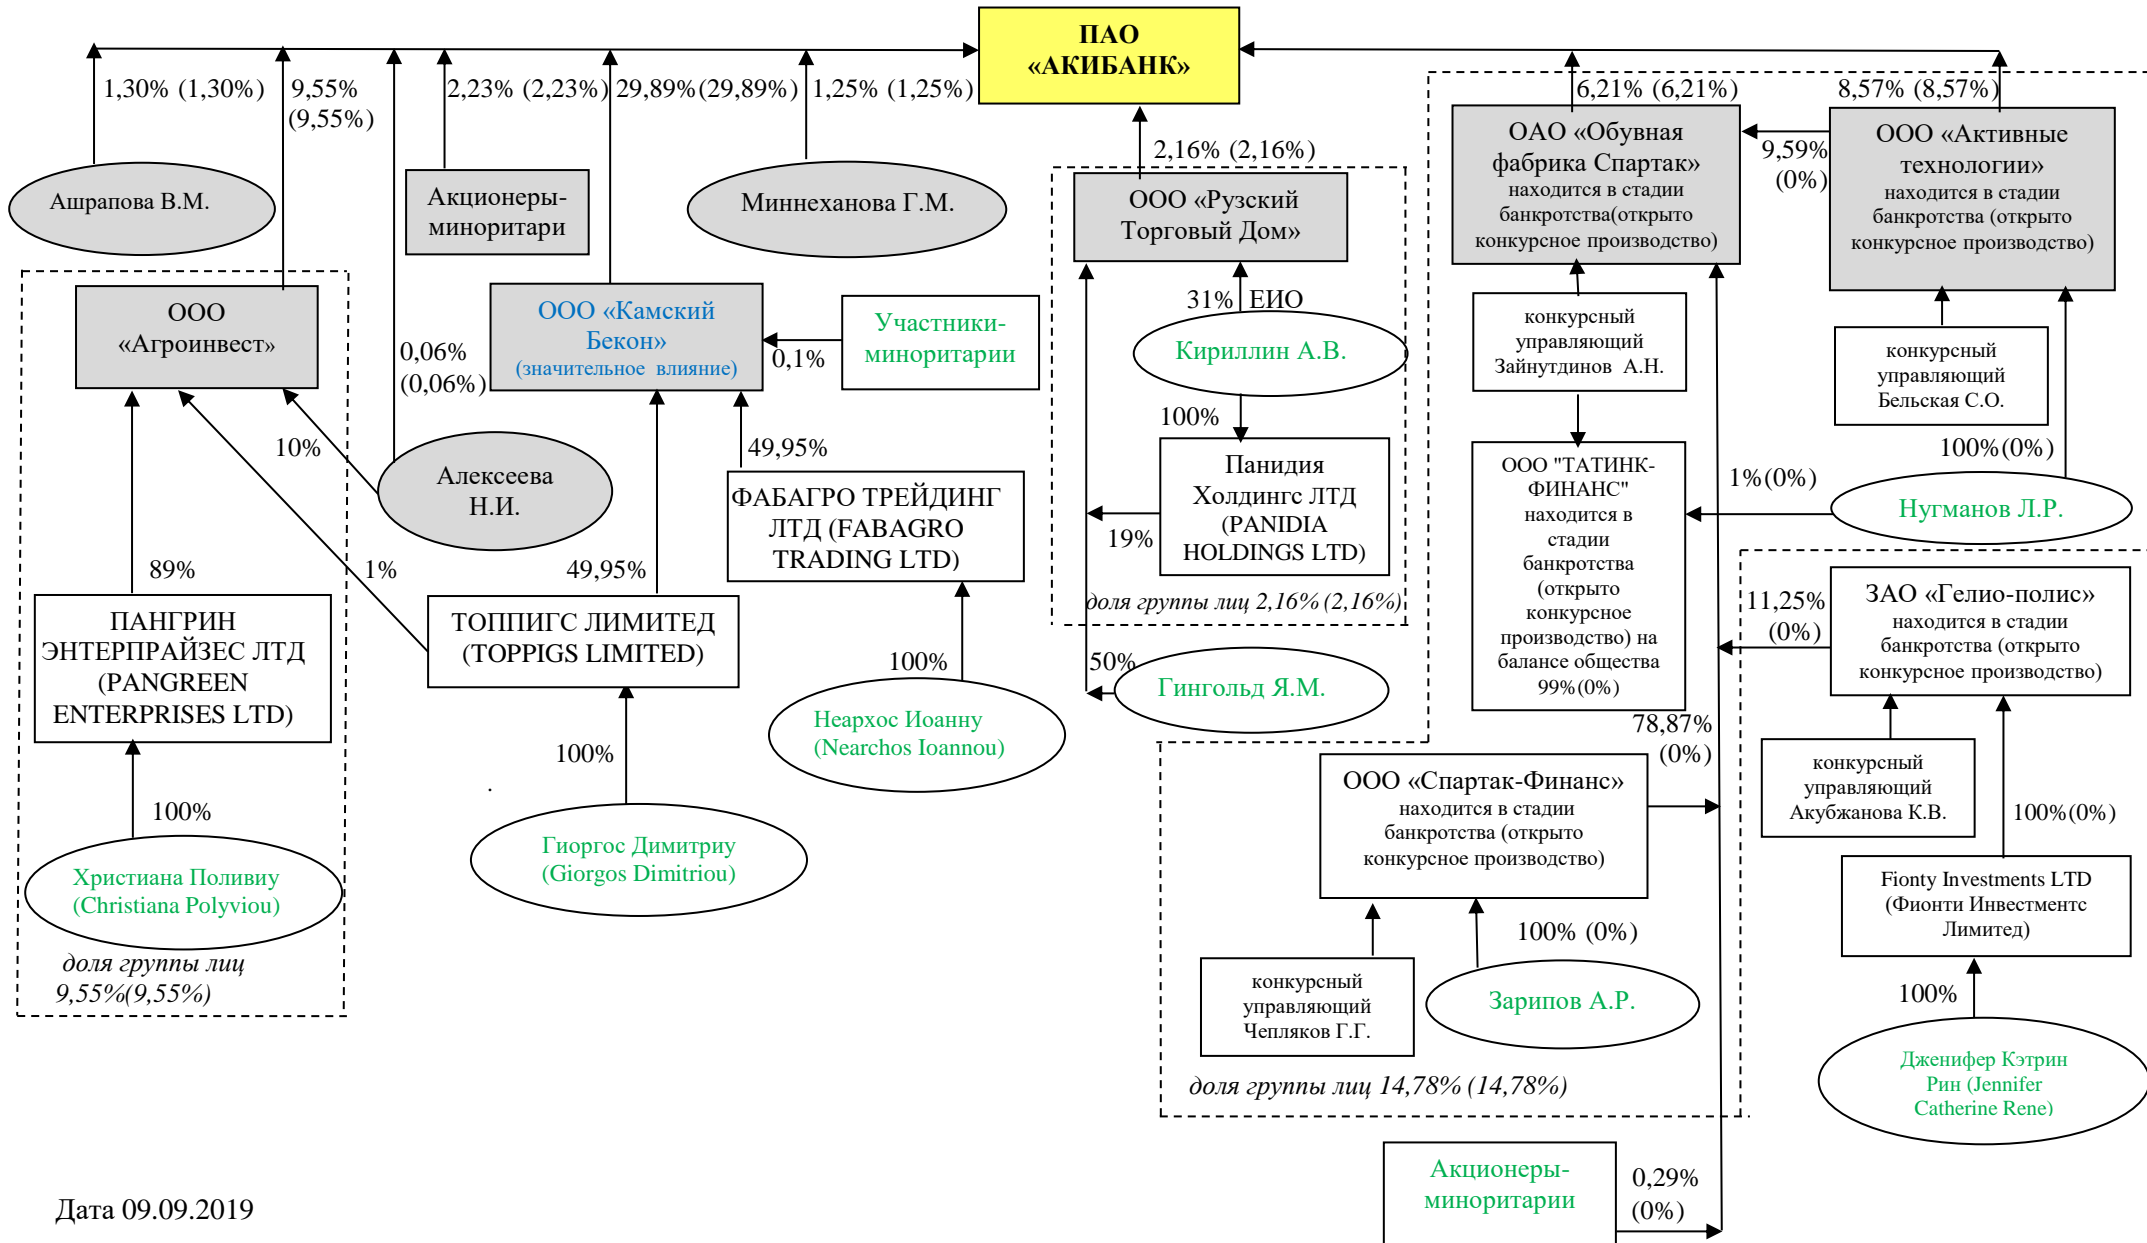 ПАО
«АКИБАНК»
1,30% (1,30%)
9,55%
(9,55%)
2,23% (2,23%)
29,89%(29,89%)
1,25% (1,25%)
6,21% (6,21%)
8,57% (8,57%)
2,16% (2,16%)
Ашрапова В.М.
Акционеры-
миноритари
Миннеханова Г.М.
ООО «Рузский
Торговый Дом»
ОАО «Обувная
фабрика Спартак»
находится в стадии
банкротства(открыто
конкурсное производство)
9,59%
(0%)
ООО «Активные
технологии»
находится в стадии
банкротства (открыто
конкурсное производство)
ООО
«Агроинвест»
0,06%
(0,06%)
ООО «Камский
Бекон»
(значительное влияние)
0,1%
Участники-
миноритарии
31%
ЕИО
Кириллин А.В.
конкурсный
управляющий
Зайнутдинов А.Н.
конкурсный
управляющий
Бельская С.О.
10%
Алексеева
Н.И.
49,95%
ФАБАГРО ТРЕЙДИНГ
ЛТД (FABAGRO
TRADING LTD)
100%
Панидия
Холдингс ЛТД
(PANIDIA
HOLDINGS LTD)
19%
доля группы лиц 2,16% (2,16%)
ООО "ТАТИНК-
ФИНАНС"
находится в
стадии
банкротства
(открыто
конкурсное
производство) на
балансе общества
99%(0%)
1%(0%)
100%(0%)
Нугманов Л.Р.
89%
1%
49,95%
ПАНГРИН
ЭНТЕРПРАЙЗЕС ЛТД
(PANGREEN
ENTERPRISES LTD)
ТОППИГС ЛИМИТЕД
(TOPPIGS LIMITED)
100%
Неархос Иоанну
(Nearchos Ioannou)
50%
Гингольд Я.М.
11,25%
(0%)
ЗАО «Гелио-полис»
находится в стадии
банкротства (открыто
конкурсное производство)
78,87%
(0%)
100%
Христиана Поливиу
(Christiana Polyviou)
доля группы лиц
9,55%(9,55%)
100%
.
Гиоргос Димитриу
(Giorgos Dimitriou)
ООО «Спартак-Финанс»
находится в стадии
банкротства (открыто
конкурсное производство)
конкурсный
управляющий
Акубжанова К.В.
100%(0%)
Fionty Investments LTD
(Фионти Инвестментс
Лимитед)
100% (0%)
конкурсный
управляющий
Чепляков Г.Г.
Зарипов А.Р.
100%
доля группы лиц 14,78% (14,78%)
Дженифер Кэтрин
Рин (Jennifer
Catherine Rene)
Акционеры-
миноритарии
0,29%
(0%)
Дата 09.09.2019